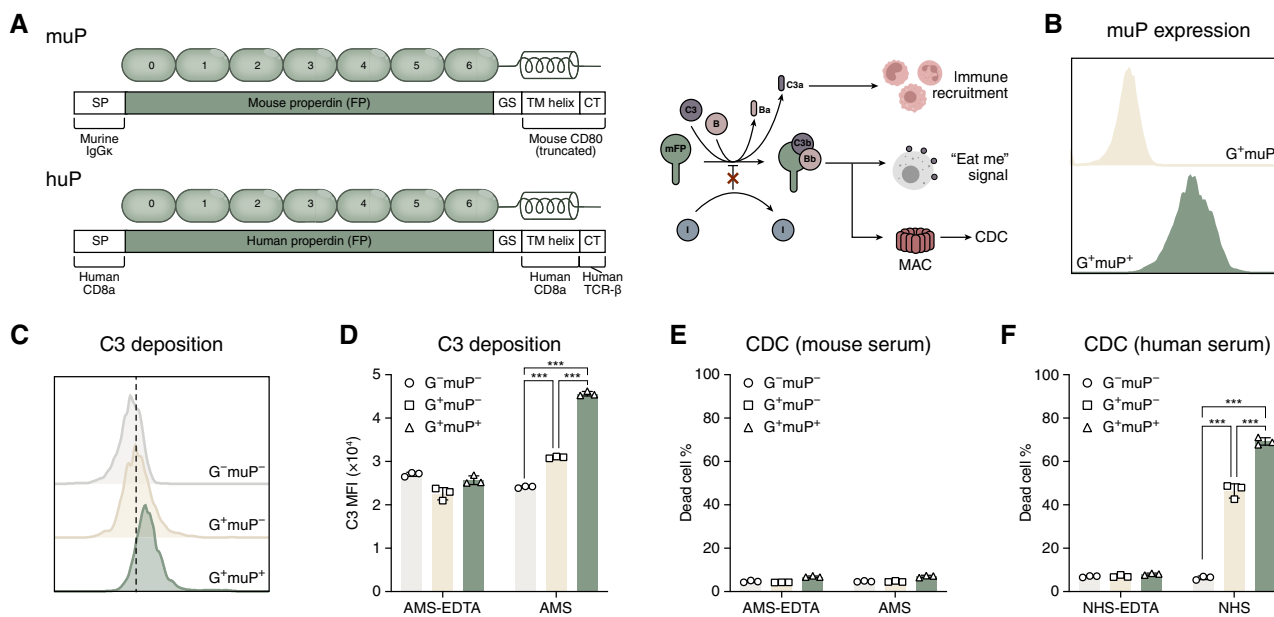 A
muP
0 1 2 3 4 5 6
SP Mouse properdin (FP) GS TM helix CT
Murine
IgGκ
Mouse CD80
(truncated)
huP
0 1 2 3 4 5 6
SP Human properdin (FP) GS TM helix CT
Human
CD8a
Human
CD8a
Human
TCR-β
C3
B
Ba
C3a
mFP
C3b
Bb
I
I
Immune
recruitment
“Eat me”
signal
MAC
CDC
B
muP expression
G⁺muP⁻
G⁺muP⁺
C
C3 deposition
G⁻muP⁻
G⁺muP⁻
G⁺muP⁺
D
C3 deposition
C3 MFI (×10⁴)
5
4
3
2
1
0
G⁻muP⁻
G⁺muP⁻
G⁺muP⁺
***
*** ***
AMS-EDTA AMS
E
CDC (mouse serum)
Dead cell %
100
80
60
40
20
0
G⁻muP⁻
G⁺muP⁻
G⁺muP⁺
AMS-EDTA AMS
F
CDC (human serum)
Dead cell %
100
80
60
40
20
0
G⁻muP⁻
G⁺muP⁻
G⁺muP⁺
***
*** ***
NHS-EDTA NHS